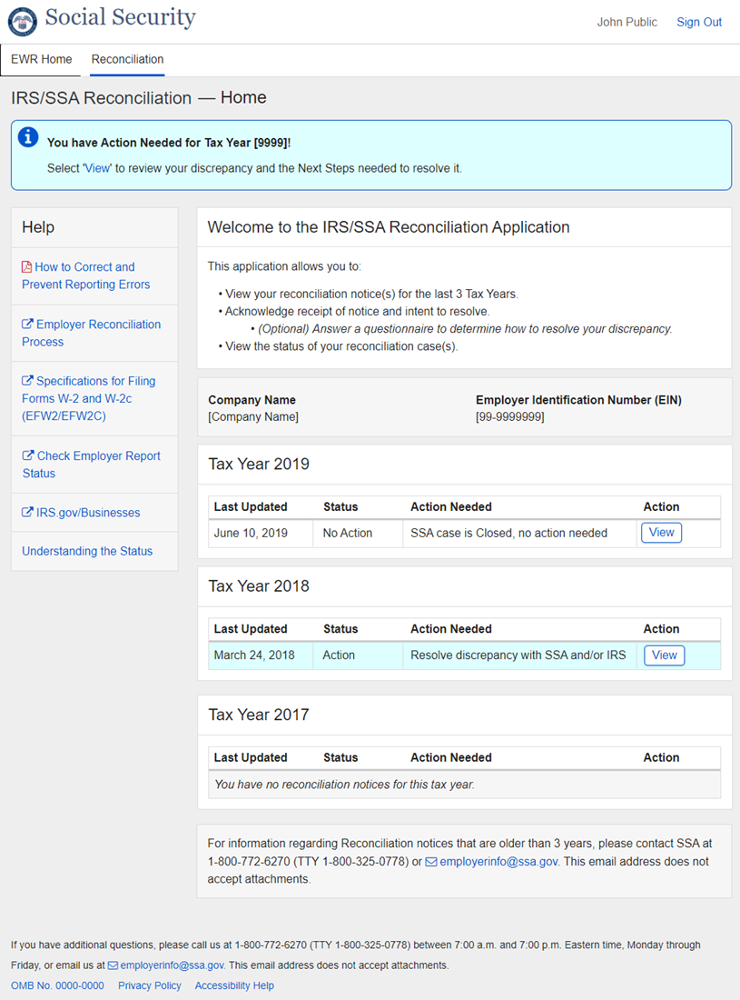 Social Security
John Public Sign Out
EWR Home Reconciliation
IRS/SSA Reconciliation — Home
You have Action Needed for Tax Year [9999]!
Select 'View' to review your discrepancy and the Next Steps needed to resolve it.
Help
How to Correct and
Prevent Reporting Errors
Employer Reconciliation
Process
Specifications for Filing
Forms W-2 and W-2c
(EFW2/EFW2C)
Check Employer Report
Status
IRS.gov/Businesses
Understanding the Status
Welcome to the IRS/SSA Reconciliation Application
This application allows you to:
• View your reconciliation notice(s) for the last 3 Tax Years.
• Acknowledge receipt of notice and intent to resolve.
• (Optional) Answer a questionnaire to determine how to resolve your discrepancy.
• View the status of your reconciliation case(s).
Company Name Employer Identification Number (EIN)
[Company Name] [99-9999999]
Tax Year 2019
Last Updated Status Action Needed Action
June 10, 2019 No Action SSA case is Closed, no action needed View
Tax Year 2018
Last Updated Status Action Needed Action
March 24, 2018 Action Resolve discrepancy with SSA and/or IRS View
Tax Year 2017
Last Updated Status Action Needed Action
You have no reconciliation notices for this tax year.
For information regarding Reconciliation notices that are older than 3 years, please contact SSA at
1-800-772-6270 (TTY 1-800-325-0778) or employerinfo@ssa.gov. This email address does not
accept attachments.
If you have additional questions, please call us at 1-800-772-6270 (TTY 1-800-325-0778) between 7:00 a.m. and 7:00 p.m. Eastern time, Monday through
Friday, or email us at employerinfo@ssa.gov. This email address does not accept attachments.
OMB No. 0000-0000 Privacy Policy Accessibility Help